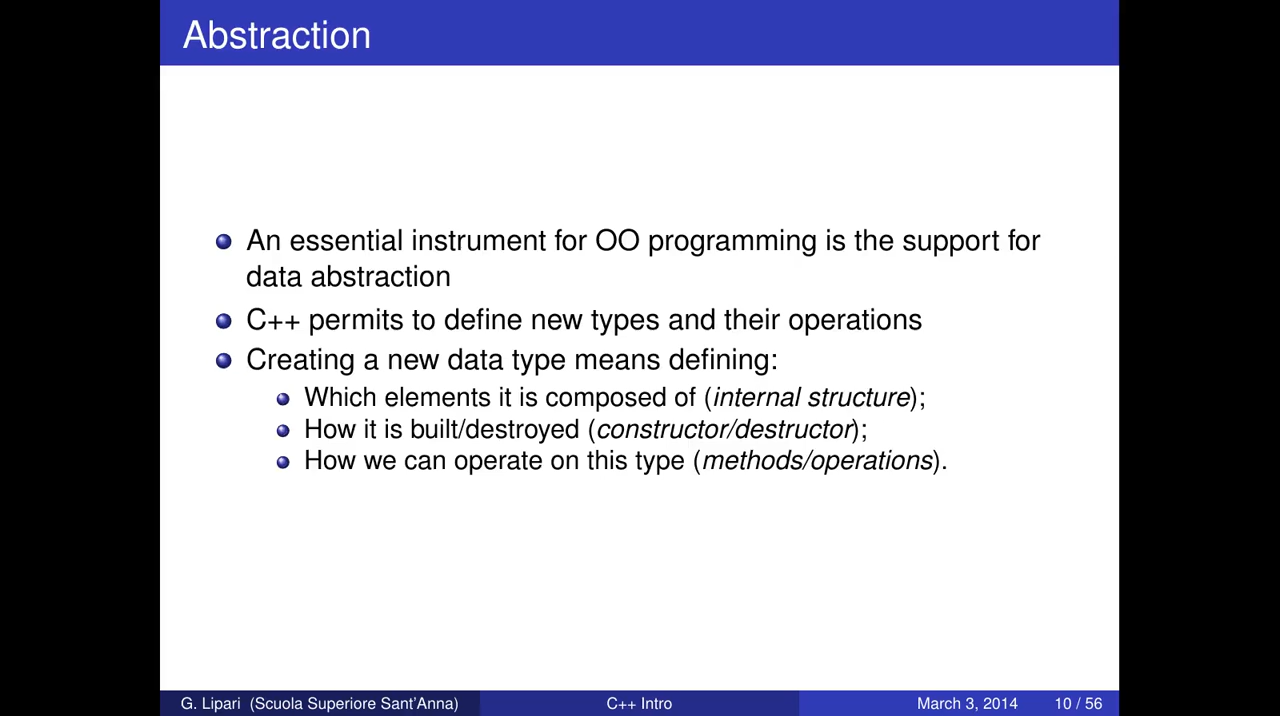 Abstraction
An essential instrument for OO programming is the support for
data abstraction
C++ permits to define new types and their operations
Creating a new data type means defining:
Which elements it is composed of (internal structure);
How it is built/destroyed (constructor/destructor);
How we can operate on this type (methods/operations).
G. Lipari (Scuola Superiore Sant'Anna) C++ Intro March 3, 2014 10 / 56